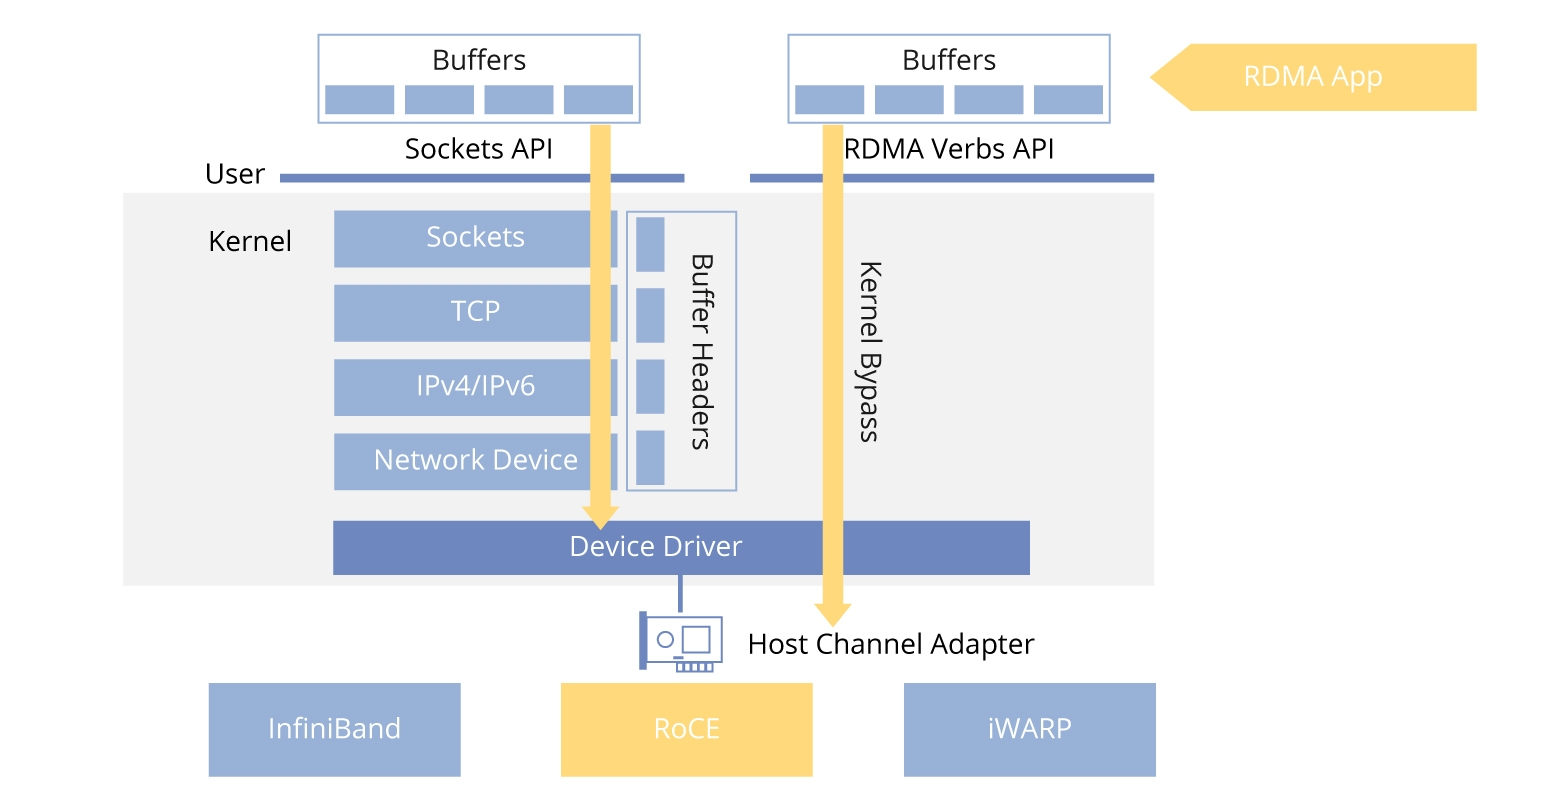 Buffers
Buffers
RDMA App
Sockets API
RDMA Verbs API
User
Kernel
Sockets
TCP
IPv4/IPv6
Network Device
Buffer Headers
Kernel Bypass
Device Driver
Host Channel Adapter
InfiniBand
RoCE
iWARP